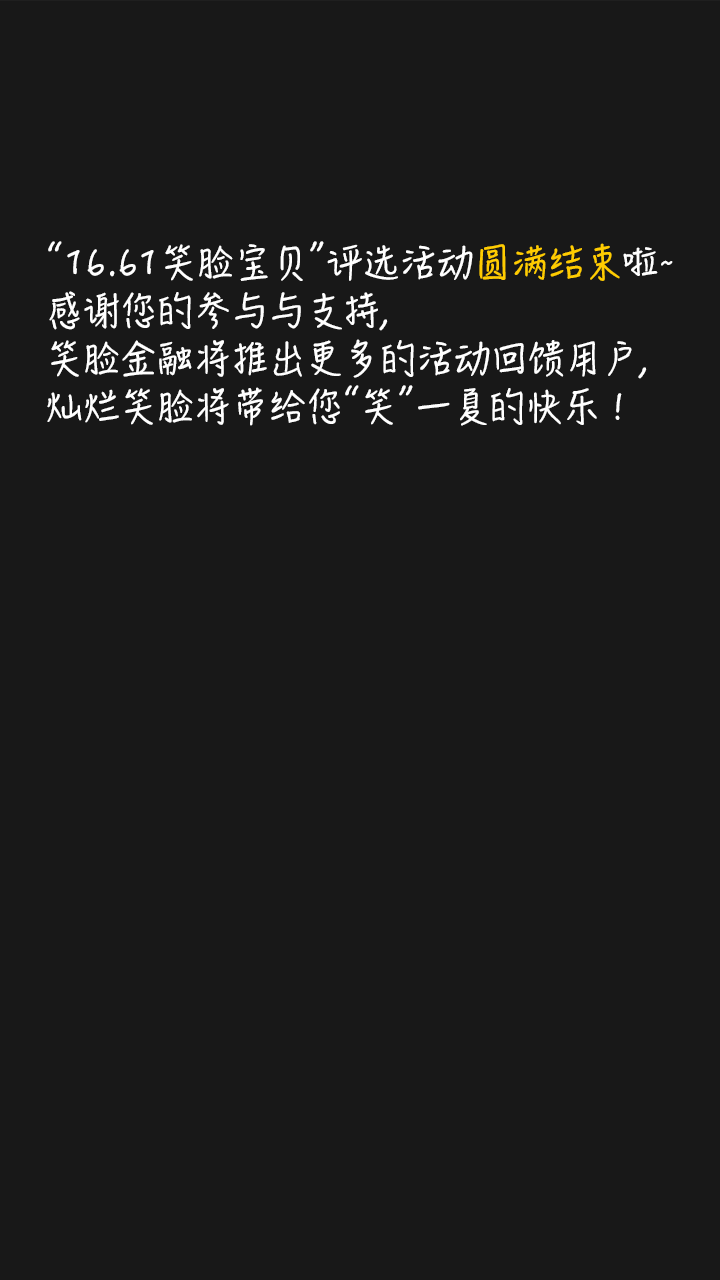 “16.61笑脸宝贝”评选活动圆满结束啦~
感谢您的参与与支持,
笑脸金融将推出更多的活动回馈用户,
灿烂笑脸将带给您“笑”一夏的快乐！